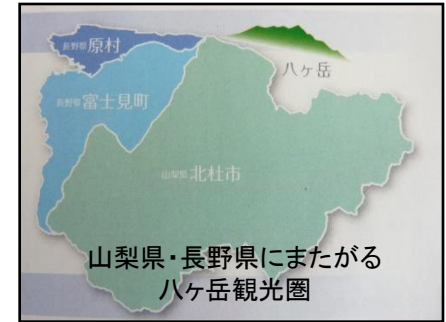 長野県原村
八ヶ岳
長野県富士見町
山梨県北杜市
山梨県・長野県にまたがる
八ヶ岳観光圏